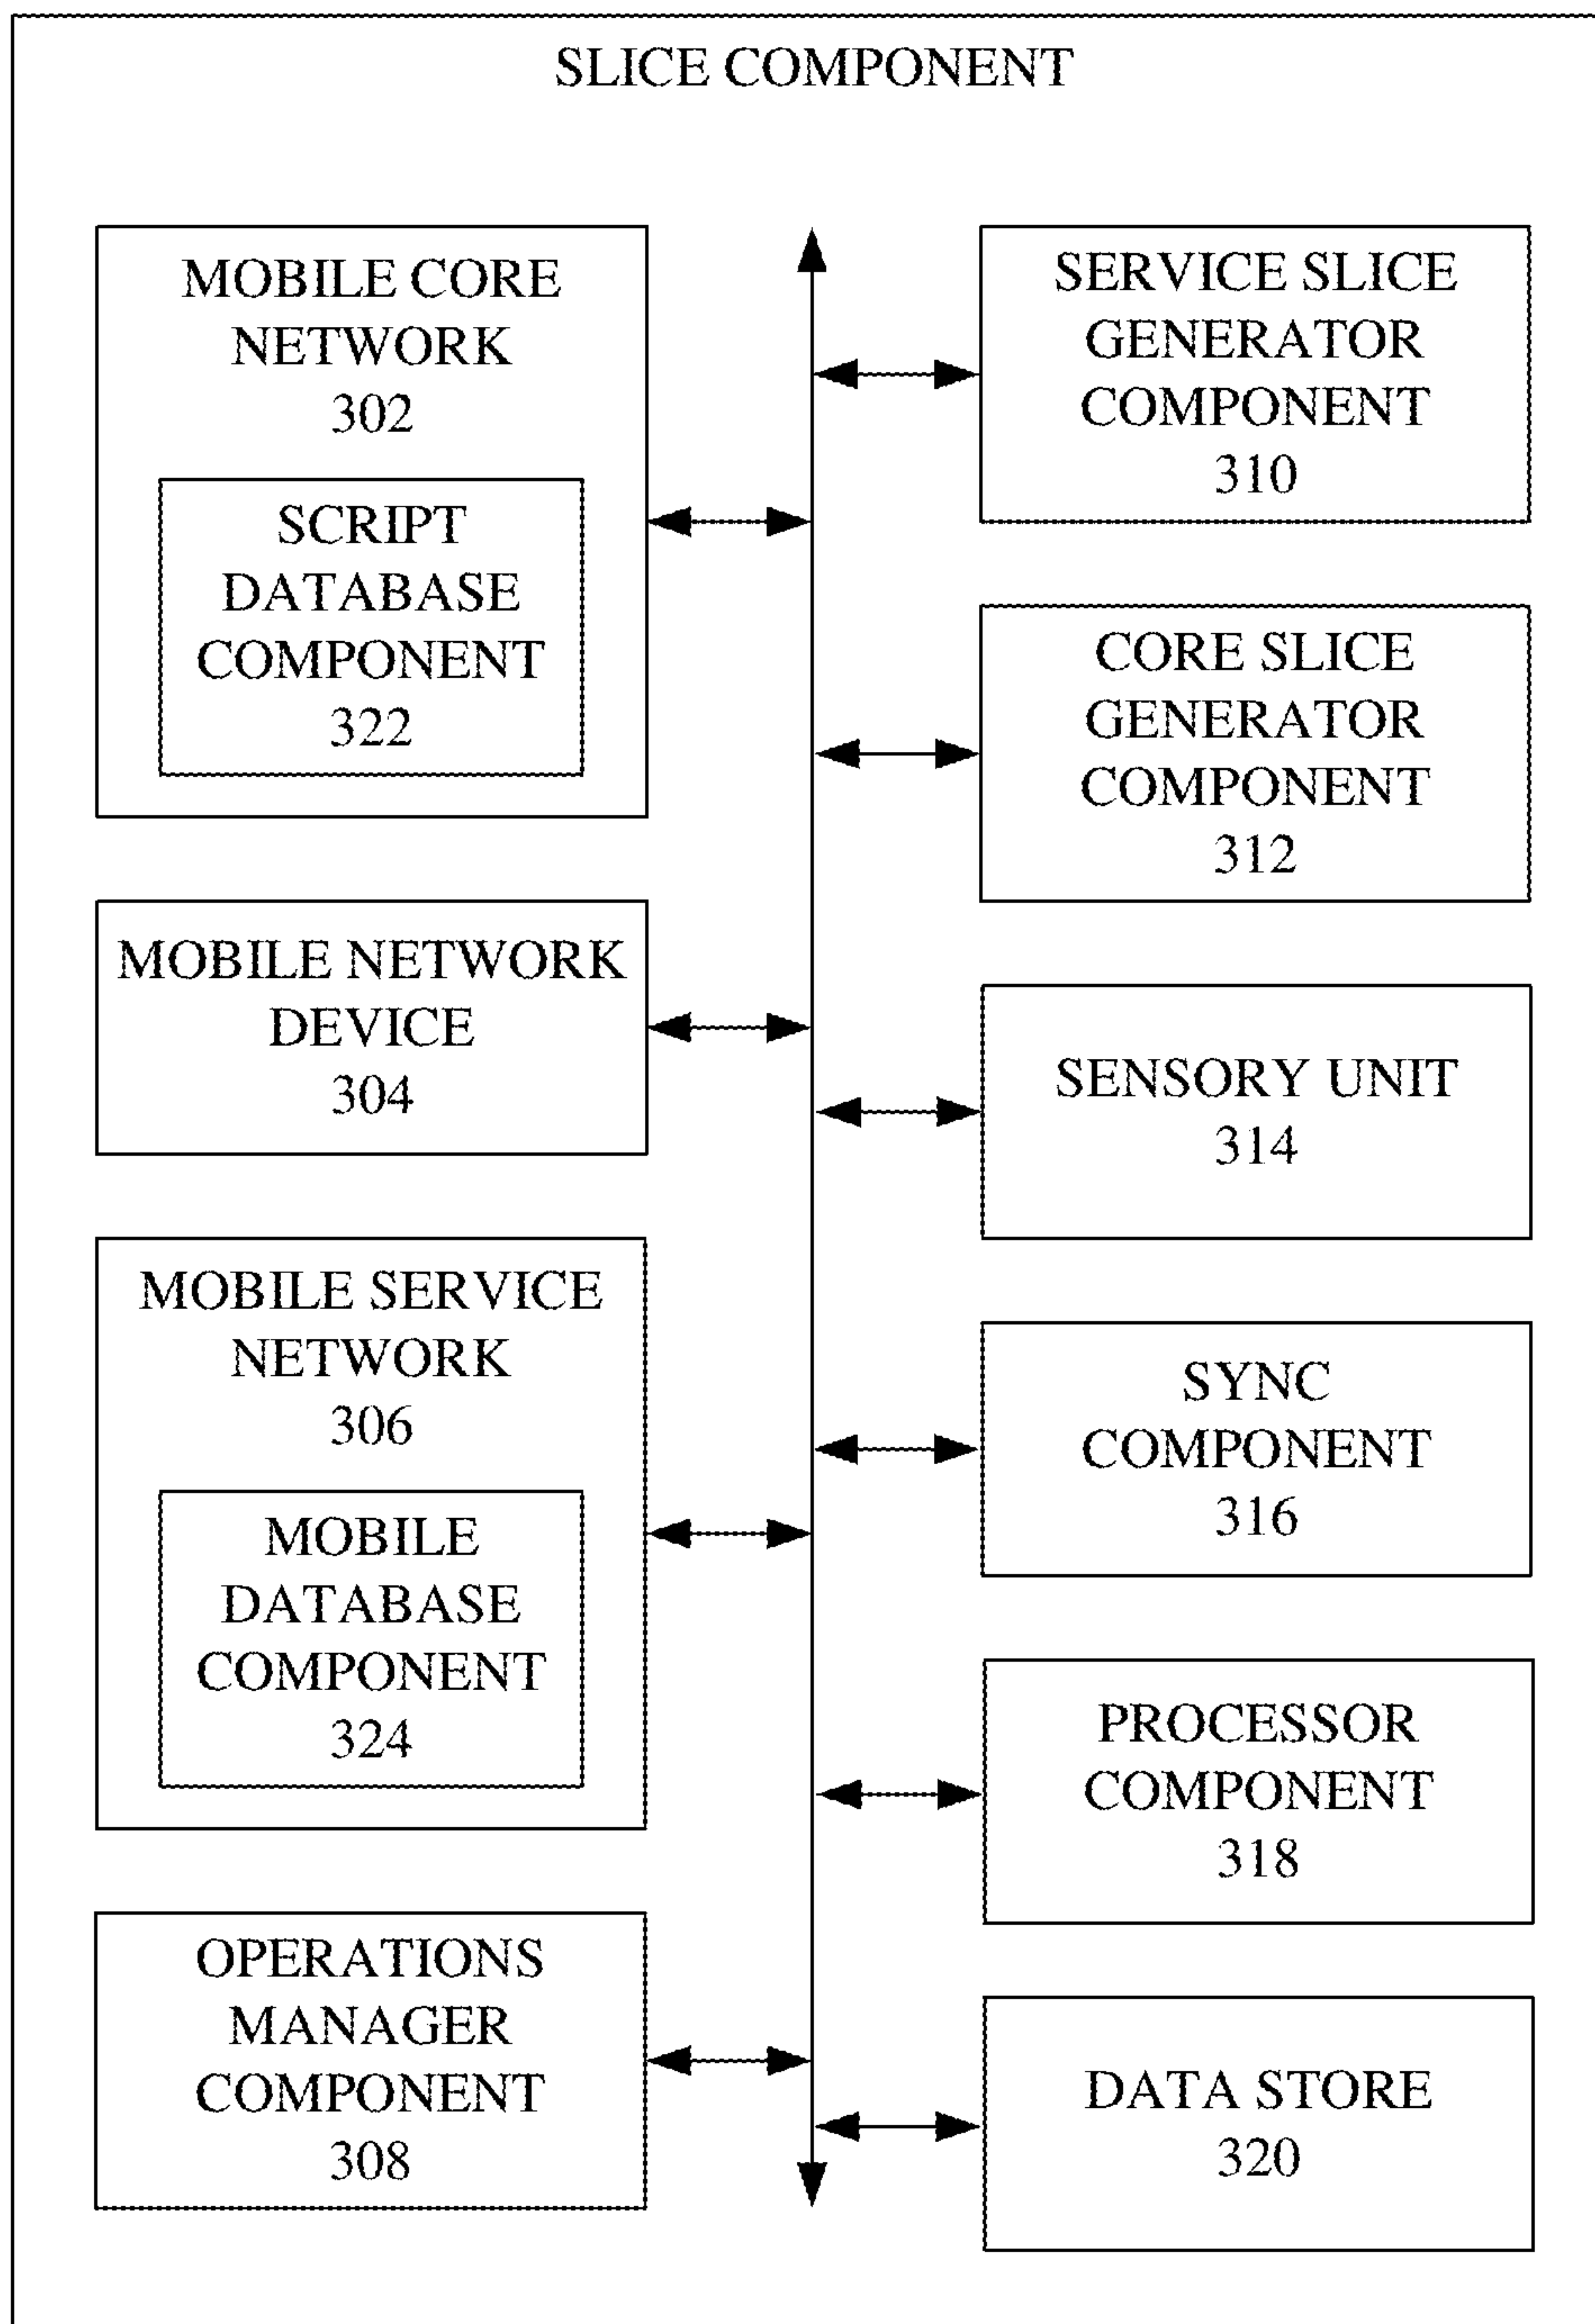 SLICE COMPONENT
MOBILE CORE
NETWORK
302
SCRIPT
DATABASE
COMPONENT
322
MOBILE NETWORK
DEVICE
304
MOBILE SERVICE
NETWORK
306
MOBILE
DATABASE
COMPONENT
324
OPERATIONS
MANAGER
COMPONENT
308
SERVICE SLICE
GENERATOR
COMPONENT
310
CORE SLICE
GENERATOR
COMPONENT
312
SENSORY UNIT
314
SYNC
COMPONENT
316
PROCESSOR
COMPONENT
318
DATA STORE
320